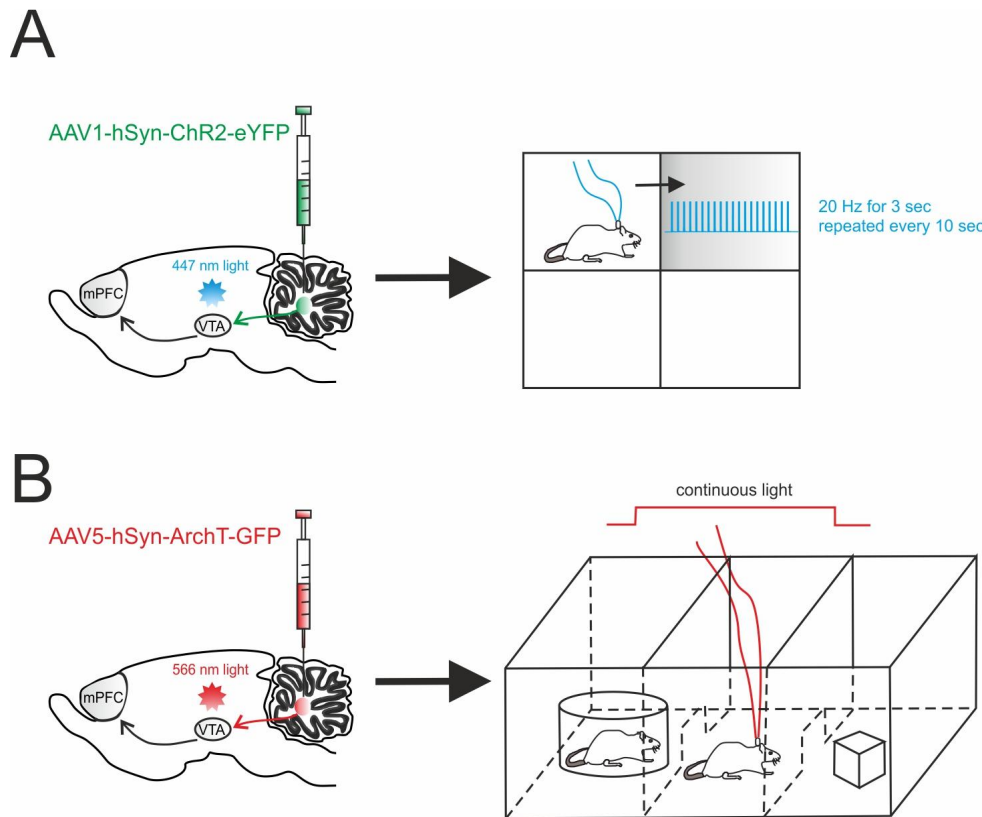 A
AAV1-hSyn-ChR2-eYFP
447 nm light
mPFC
VTA
20 Hz for 3 sec
repeated every 10 sec
B
continuous light
AAV5-hSyn-ArchT-GFP
566 nm light
mPFC
VTA